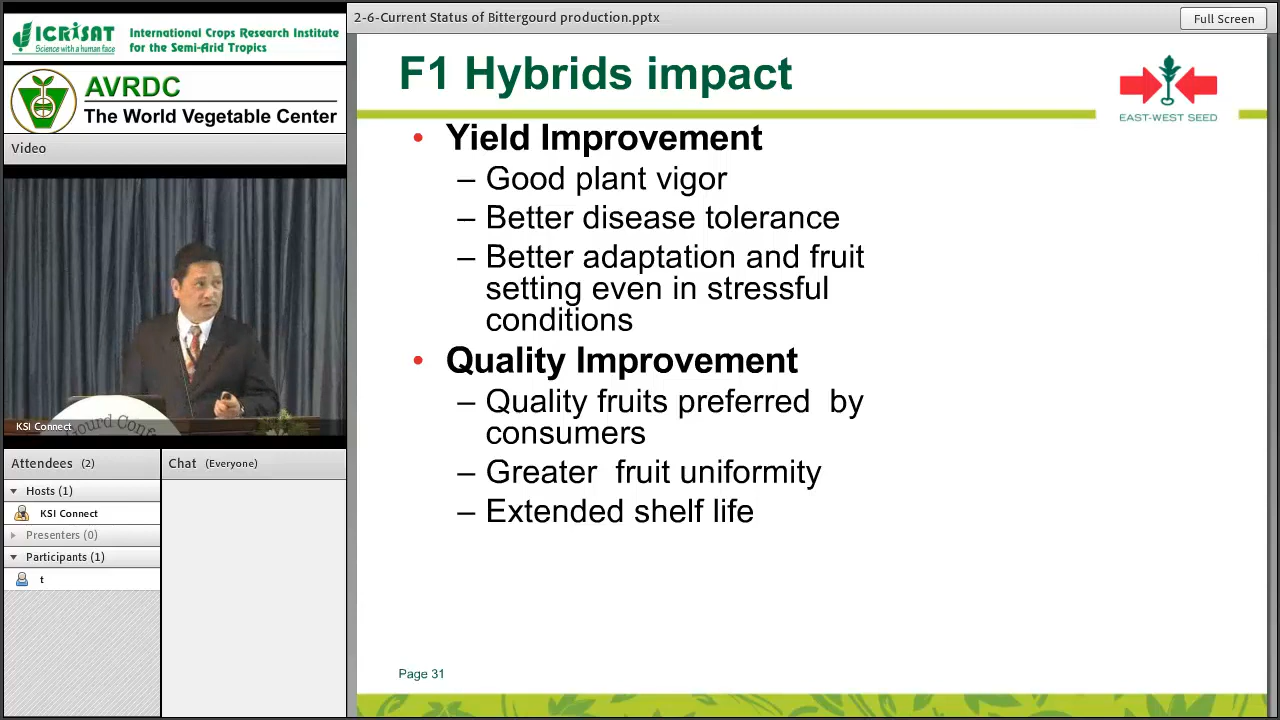 ICRISAT
Science with a human face
International Crops Research Institute
for the Semi-Arid Tropics
AVRDC
The World Vegetable Center
Video
KSI Connect
Attendees (2)
Hosts (1)
KSI Connect
Presenters (0)
Participants (1)
t
Chat (Everyone)
2-6-Current Status of Bittergourd production.pptx
Full Screen
F1 Hybrids impact
EAST-WEST SEED
• Yield Improvement
– Good plant vigor
– Better disease tolerance
– Better adaptation and fruit
setting even in stressful
conditions
• Quality Improvement
– Quality fruits preferred by
consumers
– Greater fruit uniformity
– Extended shelf life
Page 31